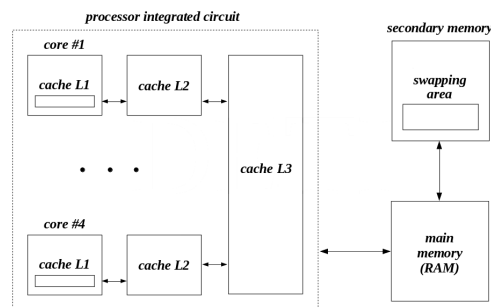 processor integrated circuit
secondary memory
core #1
cache L1
cache L2
swapping
area
• • •
cache L3
core #4
cache L1
cache L2
main
memory
(RAM)